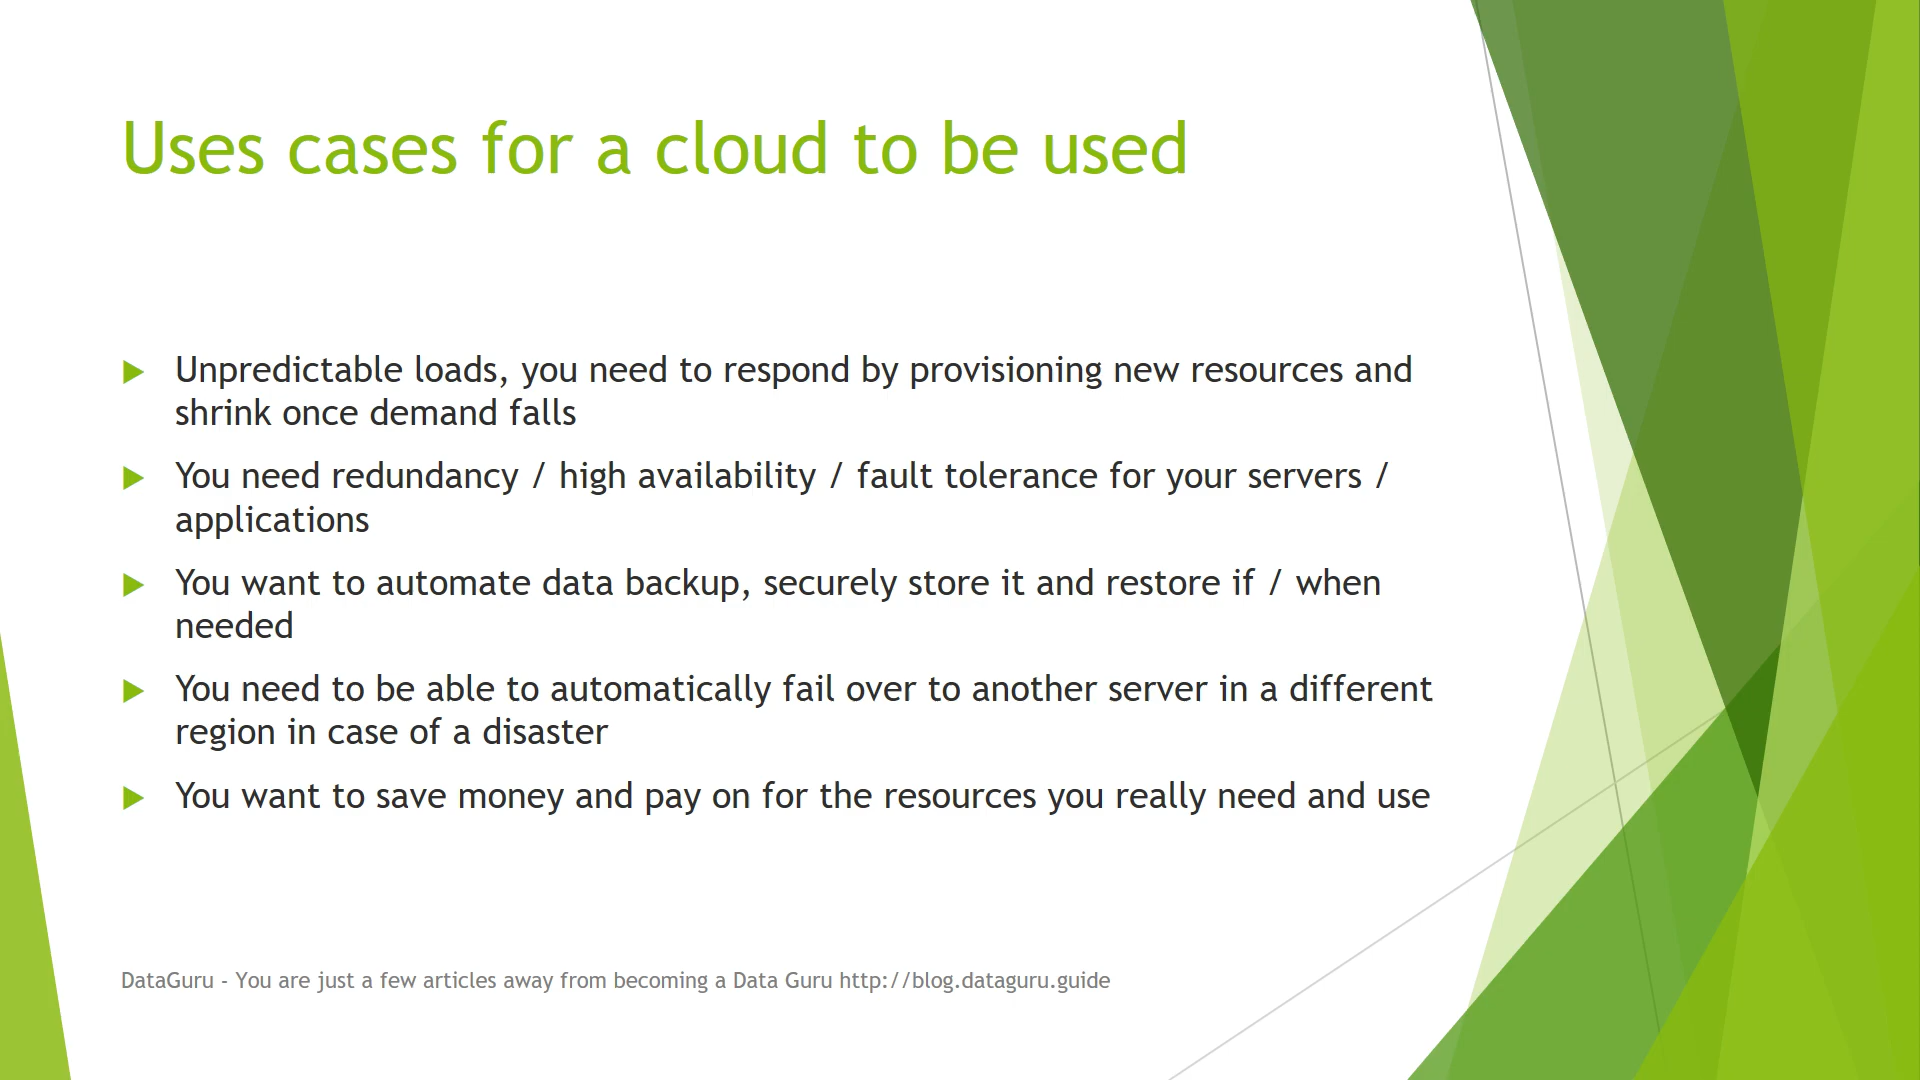 Uses cases for a cloud to be used
Unpredictable loads, you need to respond by provisioning new resources and
shrink once demand falls
You need redundancy / high availability / fault tolerance for your servers /
applications
You want to automate data backup, securely store it and restore if / when
needed
You need to be able to automatically fail over to another server in a different
region in case of a disaster
You want to save money and pay on for the resources you really need and use
DataGuru - You are just a few articles away from becoming a Data Guru http://blog.dataguru.guide